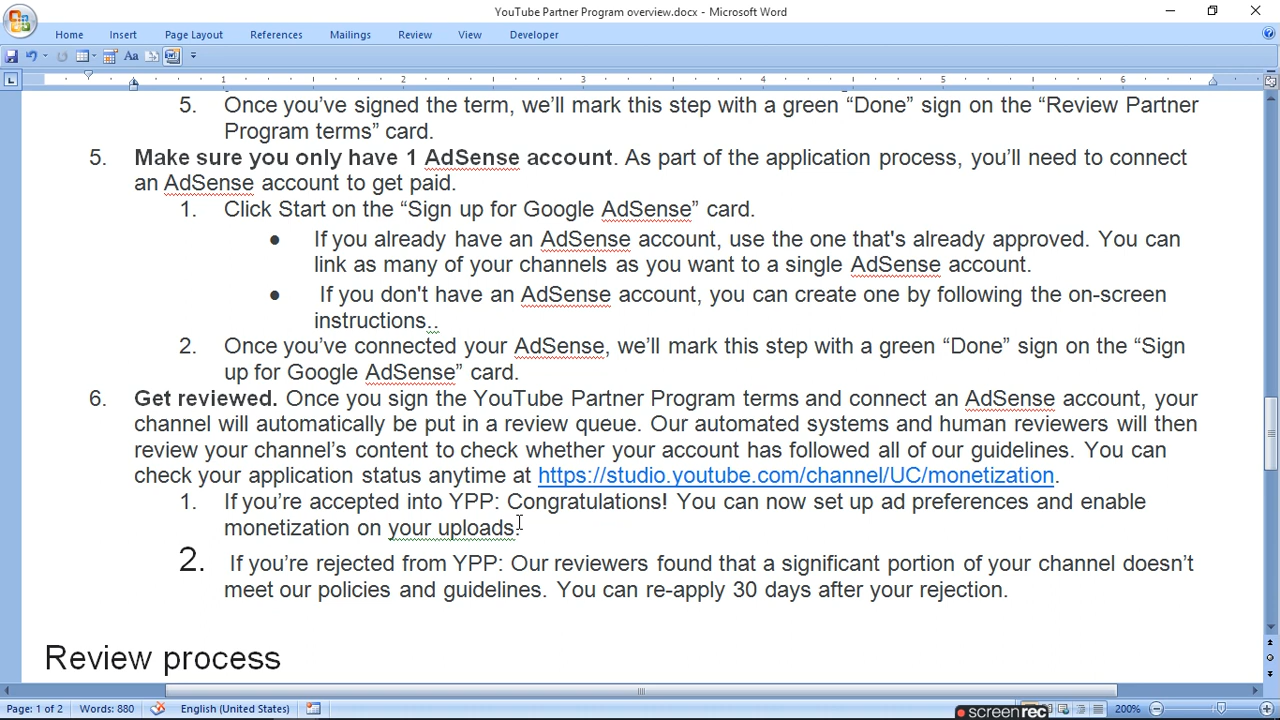 YouTube Partner Program overview.docx - Microsoft Word
Home Insert Page Layout References Mailings Review View Developer
1 2 3 4 5 6
5. Once you’ve signed the term, we’ll mark this step with a green “Done” sign on the “Review Partner
Program terms” card.
5. Make sure you only have 1 AdSense account. As part of the application process, you’ll need to connect
an AdSense account to get paid.
1. Click Start on the “Sign up for Google AdSense” card.
● If you already have an AdSense account, use the one that's already approved. You can
link as many of your channels as you want to a single AdSense account.
● If you don't have an AdSense account, you can create one by following the on-screen
instructions..
2. Once you’ve connected your AdSense, we’ll mark this step with a green “Done” sign on the “Sign
up for Google AdSense” card.
6. Get reviewed. Once you sign the YouTube Partner Program terms and connect an AdSense account, your
channel will automatically be put in a review queue. Our automated systems and human reviewers will then
review your channel’s content to check whether your account has followed all of our guidelines. You can
check your application status anytime at https://studio.youtube.com/channel/UC/monetization.
1. If you’re accepted into YPP: Congratulations! You can now set up ad preferences and enable
monetization on your uploads.
2. If you’re rejected from YPP: Our reviewers found that a significant portion of your channel doesn’t
meet our policies and guidelines. You can re-apply 30 days after your rejection.
Review process
Page: 1 of 2 Words: 880 English (United States) 200%
screenrec